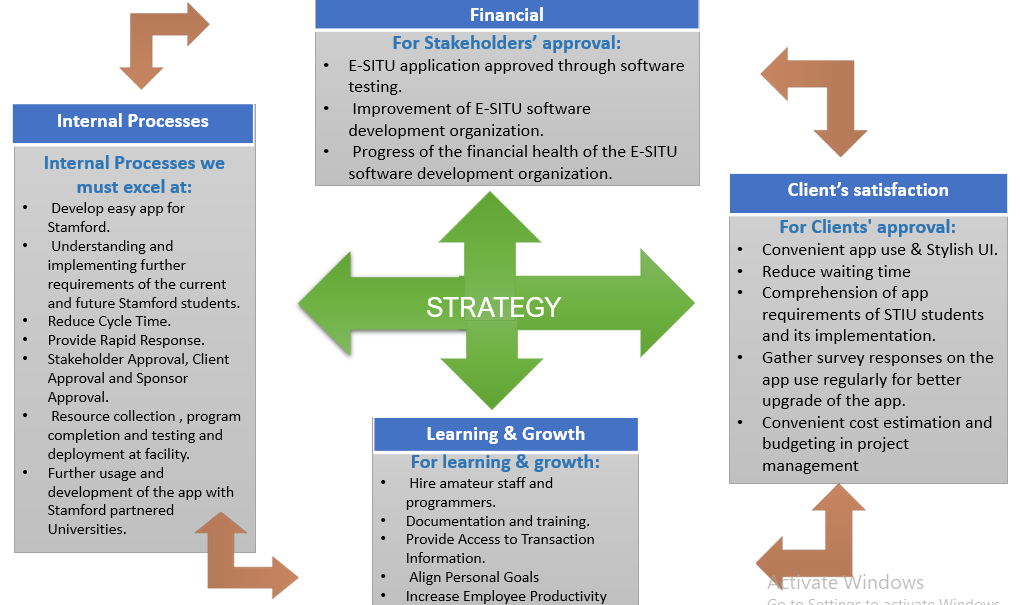 Financial
For Stakeholders’ approval:
• E-SITU application approved through software
testing.
• Improvement of E-SITU software
development organization.
• Progress of the financial health of the E-SITU
software development organization.
Internal Processes
Internal Processes we
must excel at:
• Develop easy app for
Stamford.
• Understanding and
implementing further
requirements of the current
and future Stamford students.
• Reduce Cycle Time.
• Provide Rapid Response.
• Stakeholder Approval, Client
Approval and Sponsor
Approval.
• Resource collection , program
completion and testing and
deployment at facility.
• Further usage and
development of the app with
Stamford partnered
Universities.
STRATEGY
Client’s satisfaction
For Clients' approval:
• Convenient app use & Stylish UI.
• Reduce waiting time
• Comprehension of app
requirements of STIU students
and its implementation.
• Gather survey responses on the
app use regularly for better
upgrade of the app.
• Convenient cost estimation and
budgeting in project
management
Learning & Growth
For learning & growth:
• Hire amateur staff and
programmers.
• Documentation and training.
• Provide Access to Transaction
Information.
• Align Personal Goals
• Increase Employee Productivity
Activate Windows
Go to Settings to activate Windows.